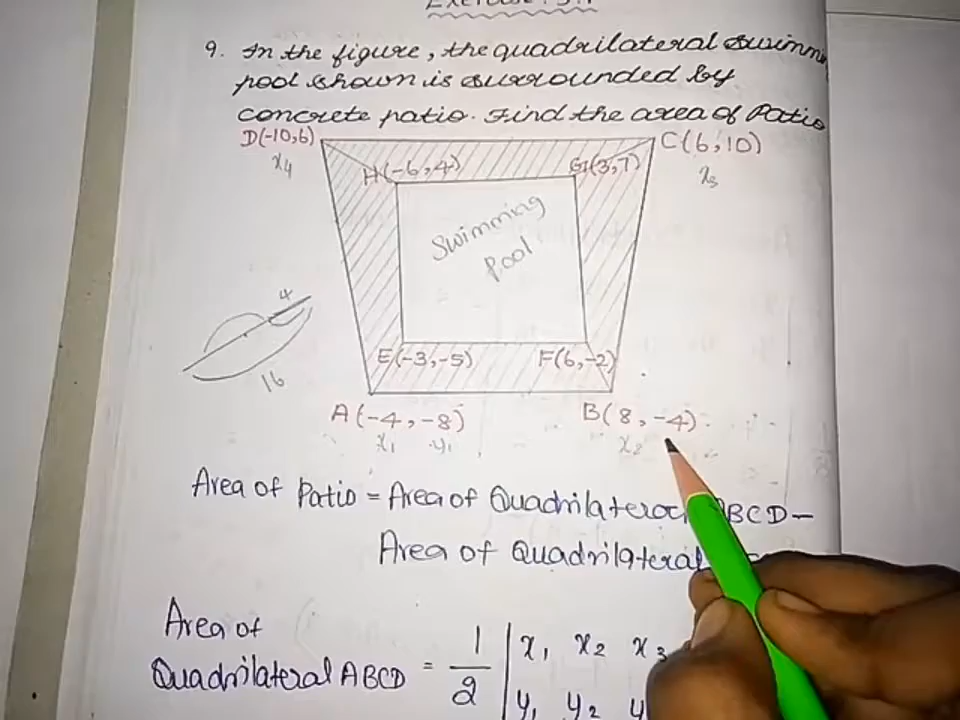 9. In the figure, the quadrilateral swimmi
pool shown is surrounded by
concrete patio. Find the area of Patio
D(-10,6)
C(6,10)
x4
H(-6,4)
G(3,7)
x3
Swimming
pool
4
16
E(-3,-5)
F(6,-2)
A(-4,-8)
B(8,-4)
x1 y1
x2
Area of Patio = Area of Quadrilateral ABCD -
Area of Quadrilateral
Area of
Quadrilateral ABCD = 1/2 | x1 x2 x3
y1 y2 y